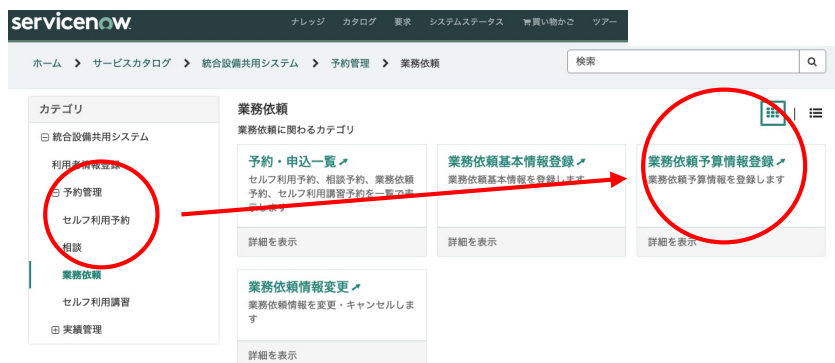 servicenow
ナレッジ カタログ 要求 システムステータス 買い物かご ツアー
ホーム > サービスカタログ > 統合設備共用システム > 予約管理 > 業務依頼
検索
カテゴリ
統合設備共用システム
利用者情報登録
予約管理
セルフ利用予約
相談
業務依頼
セルフ利用講習
実績管理
業務依頼
業務依頼に関わるカテゴリ
予約・申込一覧
セルフ利用予約、相談予約、業務依頼
予約、セルフ利用講習予約を一覧で表
示します
詳細を表示
業務依頼基本情報登録
業務依頼基本情報を登録します
詳細を表示
業務依頼予算情報登録
業務依頼予算情報を登録します
詳細を表示
業務依頼情報変更
業務依頼情報を変更・キャンセルしま
す
詳細を表示